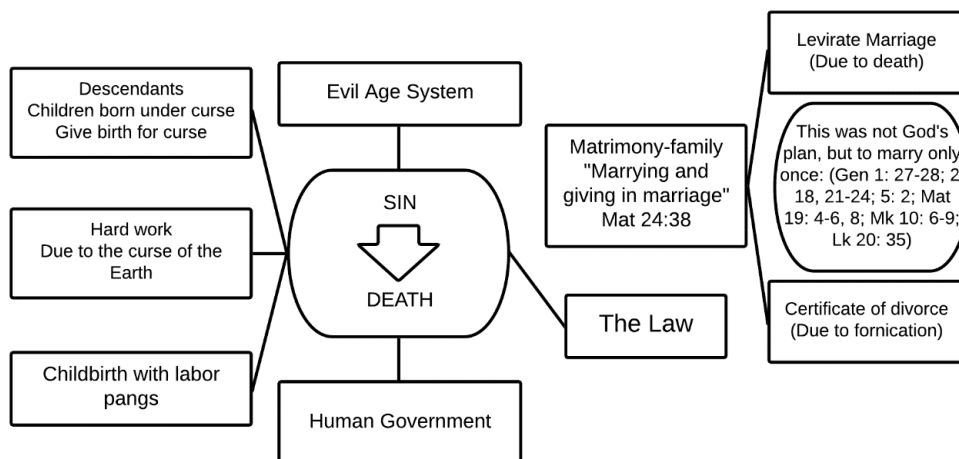 Descendants
Children born under curse
Give birth for curse
Hard work
Due to the curse of the
Earth
Childbirth with labor
pangs
Evil Age System
SIN
DEATH
Human Government
The Law
Matrimony-family
"Marrying and
giving in marriage"
Mat 24:38
Levirate Marriage
(Due to death)
This was not God's
plan, but to marry only
once: (Gen 1: 27-28; 2:
18, 21-24; 5: 2; Mat
19: 4-6, 8; Mk 10: 6-9;
Lk 20: 35)
Certificate of divorce
(Due to fornication)